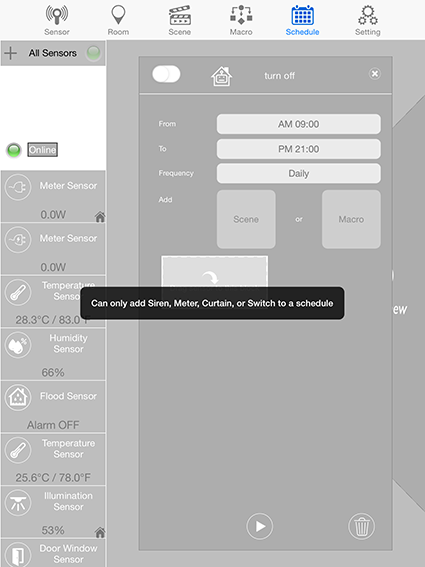 Sensor
Room
Scene
Macro
Schedule
Setting
All Sensors
turn off
From
AM 09:00
To
PM 21:00
Online
Frequency
Daily
Meter Sensor
0.0W
Add
Scene
or
Macro
Meter Sensor
0.0W
Temperature
Sensor
28.3°C / 83.0°F
Can only add Siren, Meter, Curtain, or Switch to a schedule
Humidity
Sensor
66%
Flood Sensor
Alarm OFF
Temperature
Sensor
25.6°C / 78.0°F
Illumination
Sensor
53%
Door Window
Sensor